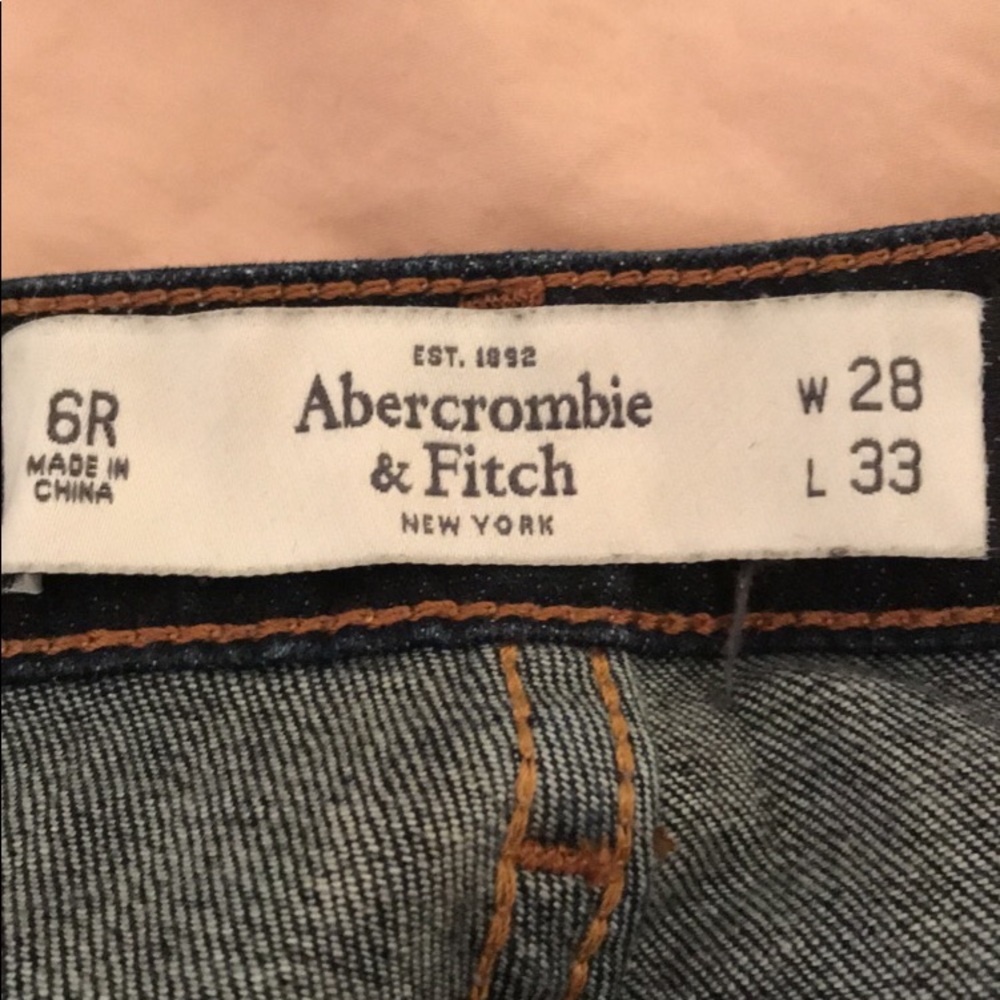 6R
MADE IN
CHINA
EST. 1892
Abercrombie
& Fitch
NEW YORK
W 28
L 33